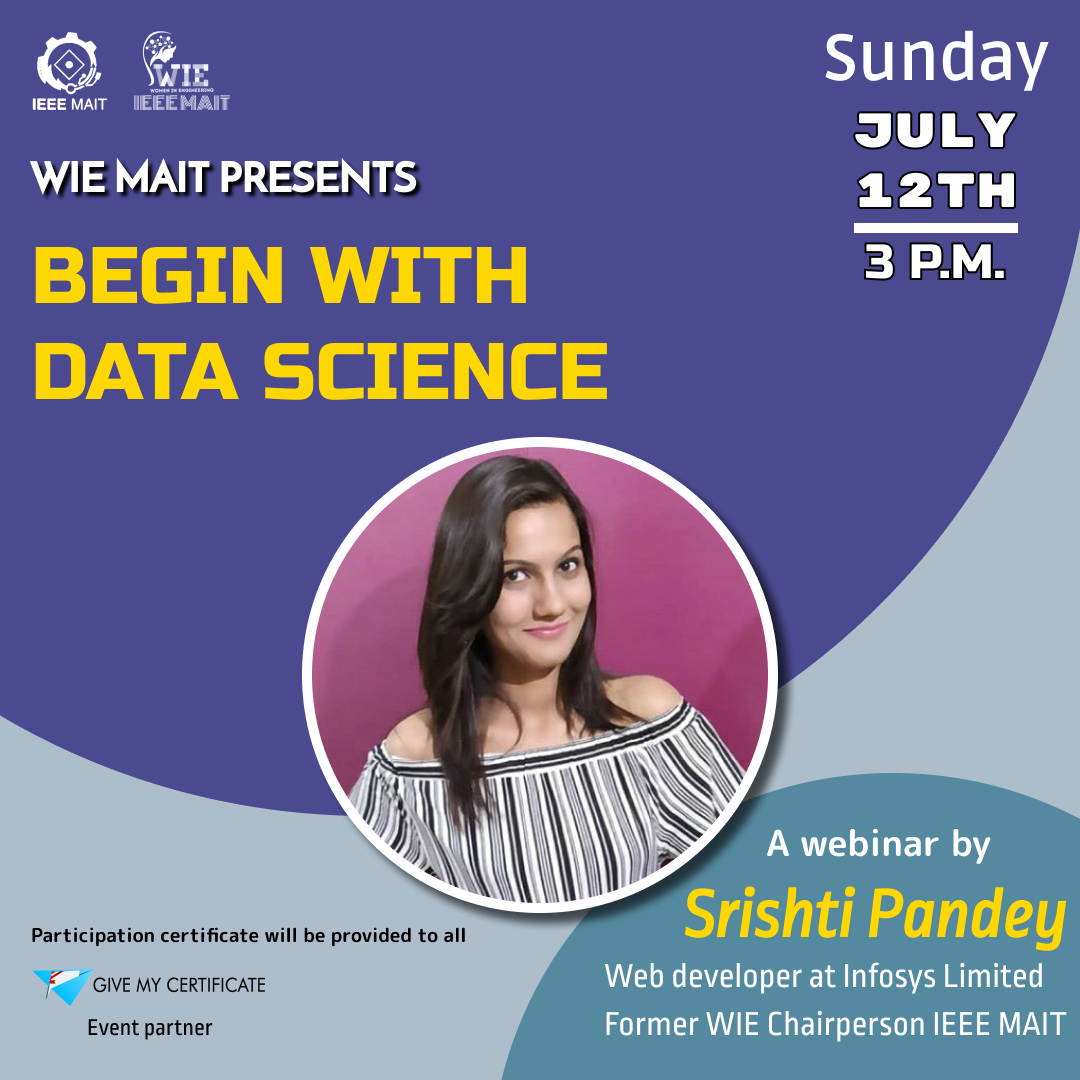 IEEE MAIT
WIE
WOMEN IN ENGINEERING
IEEE MAIT
Sunday
JULY
12TH
3 P.M.
WIE MAIT PRESENTS
BEGIN WITH
DATA SCIENCE
A webinar by
Srishti Pandey
Web developer at Infosys Limited
Former WIE Chairperson IEEE MAIT
Participation certificate will be provided to all
GIVE MY CERTIFICATE
Event partner